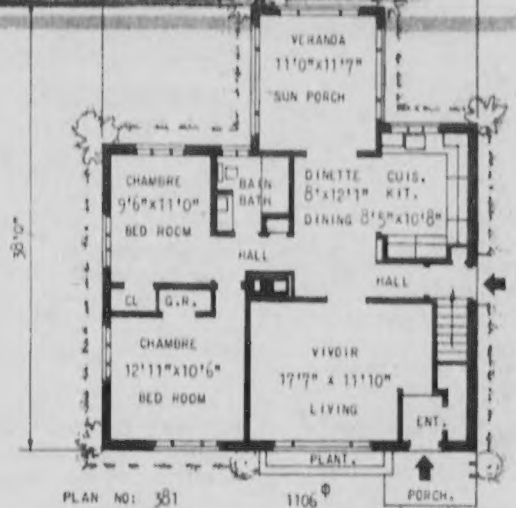 VERANDA
11'0"X11'7"
SUN PORCH
38'0"
CHAMBRE
9'6"X11'0"
BED ROOM
BAIN
BATH
DINETTE
8'X12'1"
DINING
CUIS.
KIT.
8'5"X10'8"
HALL
HALL
CL
G.R.
CHAMBRE
12'11"X10'6"
BED ROOM
VIVOIR
17'7" X 11'10"
LIVING
ENT.
PLANT.
PORCH.
PLAN NO: 381
1106